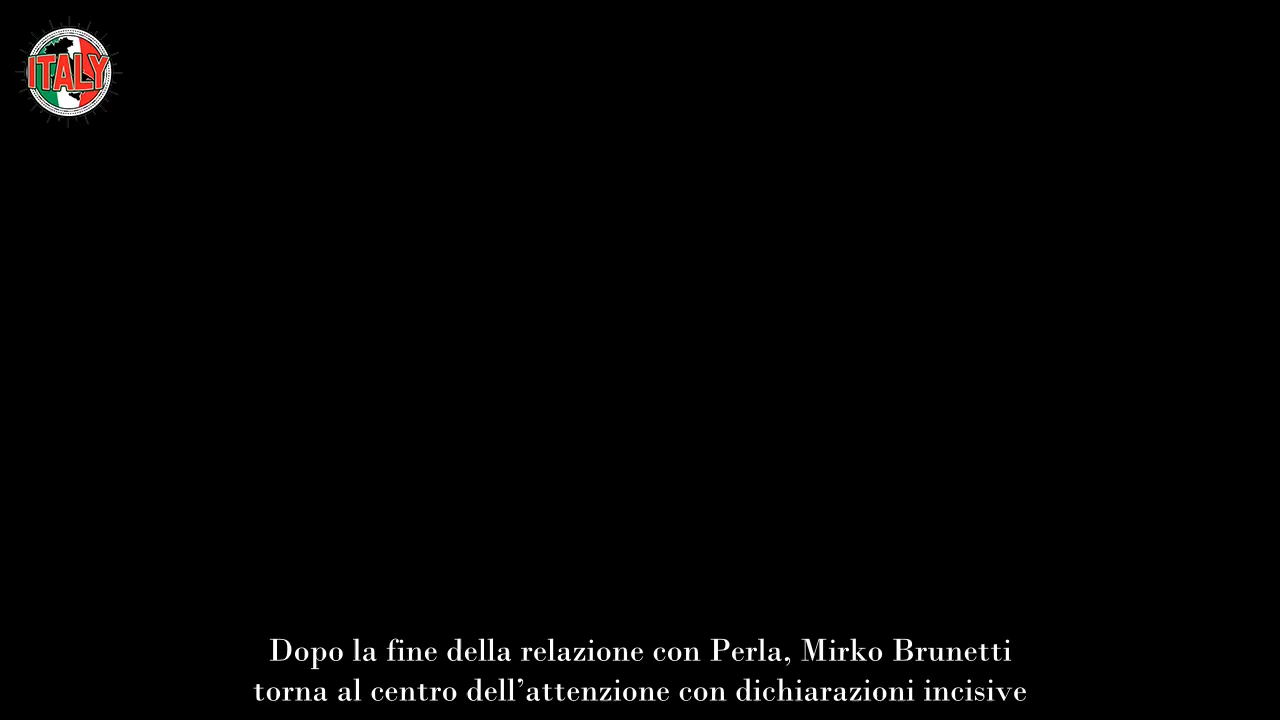 ITALY
Dopo la fine della relazione con Perla, Mirko Brunetti
torna al centro dell’attenzione con dichiarazioni incisive